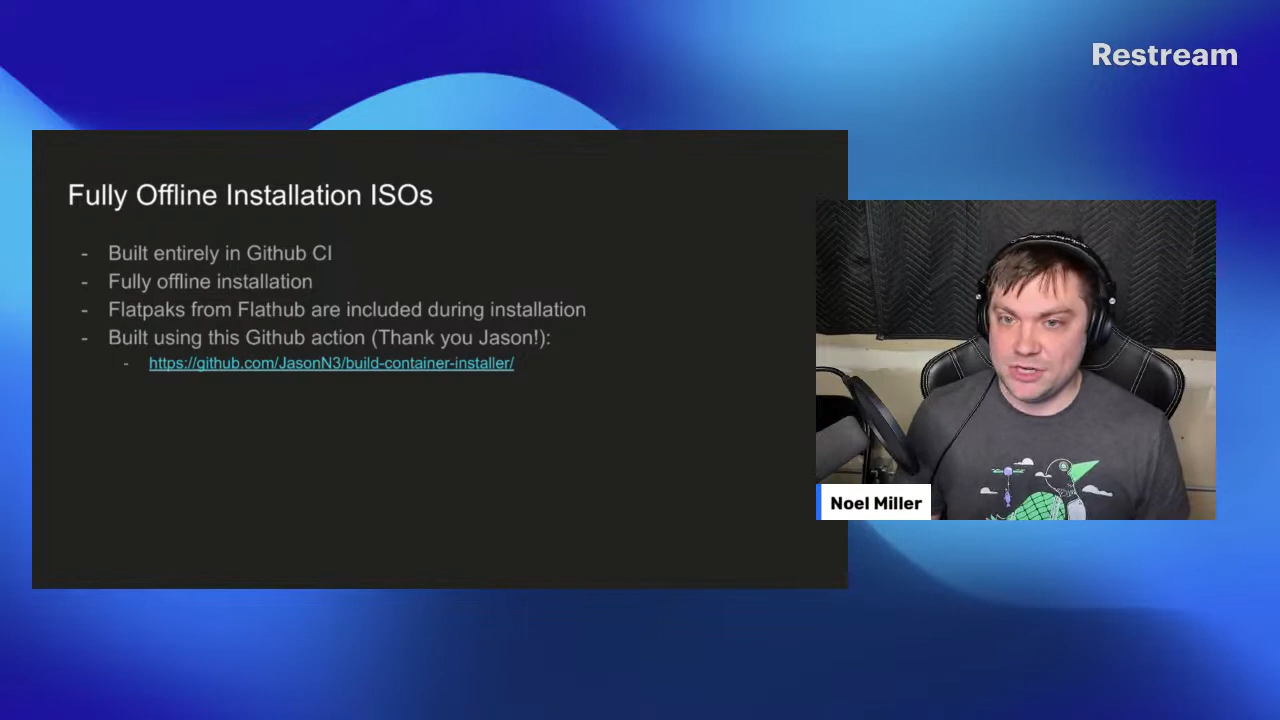 Restream
Fully Offline Installation ISOs
- Built entirely in Github CI
- Fully offline installation
- Flatpaks from Flathub are included during installation
- Built using this Github action (Thank you Jason!):
- https://github.com/JasonN3/build-container-installer/
Noel Miller